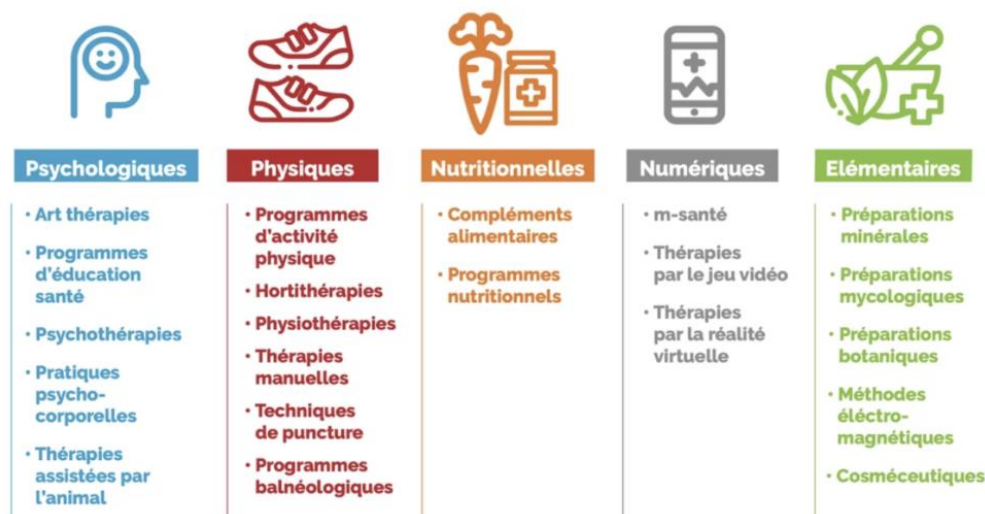 Psychologiques
• Art thérapies
• Programmes
d'éducation
santé
• Psychothérapies
• Pratiques
psycho-
corporelles
• Thérapies
assistées par
l'animal
Physiques
• Programmes
d'activité
physique
• Hortithérapies
• Physiothérapies
• Thérapies
manuelles
• Techniques
de puncture
• Programmes
balnéologiques
Nutritionnelles
• Compléments
alimentaires
• Programmes
nutritionnels
Numériques
• m-santé
• Thérapies
par le jeu vidéo
• Thérapies
par la réalité
virtuelle
Elémentaires
• Préparations
minérales
• Préparations
mycologiques
• Préparations
botaniques
• Méthodes
éléctro-
magnétiques
• Cosméceutiques